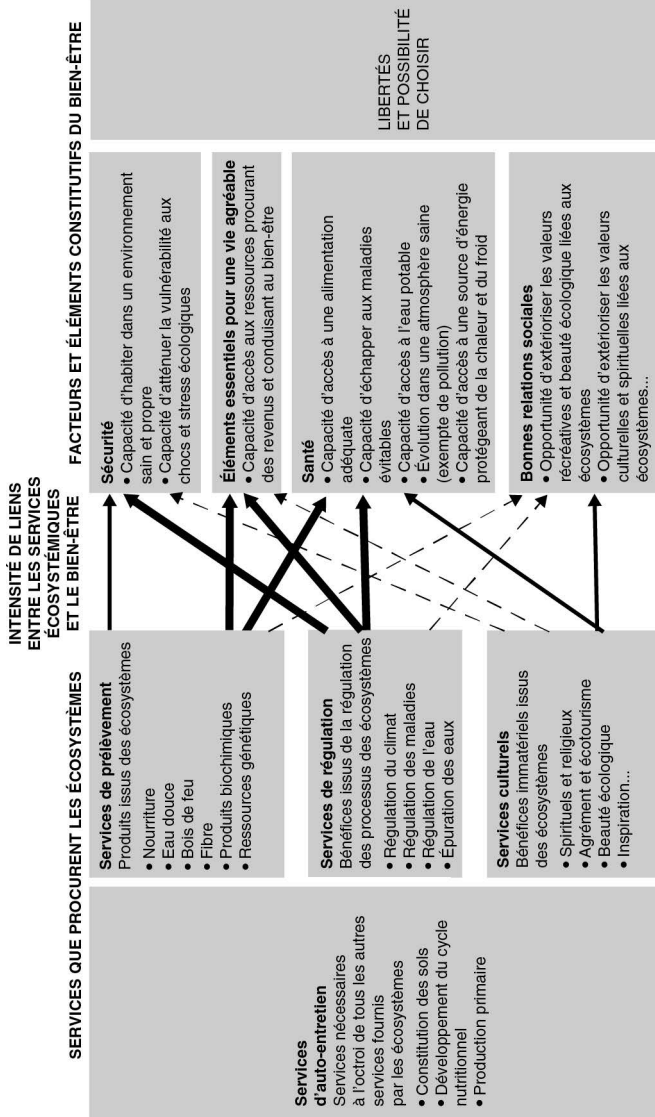 SERVICES QUE PROCURENT LES ÉCOSYSTÈMES
INTENSITÉ DE LIENS
ENTRE LES SERVICES
ÉCOSYSTÉMIQUES
ET LE BIEN-ÊTRE
FACTEURS ET ÉLÉMENTS CONSTITUTIFS DU BIEN-ÊTRE
Services
d'auto-entretien
Services nécessaires
à l'octroi de tous les autres
services fournis
par les écosystèmes
• Constitution des sols
• Développement du cycle
nutritionnel
• Production primaire
Services de prélèvement
Produits issus des écosystèmes
• Nourriture
• Eau douce
• Bois de feu
• Fibre
• Produits biochimiques
• Ressources génétiques
Services de régulation
Bénéfices issus de la régulation
des processus des écosystèmes
• Régulation du climat
• Régulation des maladies
• Régulation de l'eau
• Épuration des eaux
Services culturels
Bénéfices immatériels issus
des écosystèmes
• Spirituels et religieux
• Agrément et écotourisme
• Beauté écologique
• Inspiration...
Sécurité
• Capacité d'habiter dans un environnement
sain et propre
• Capacité d'atténuer la vulnérabilité aux
chocs et stress écologiques
Éléments essentiels pour une vie agréable
• Capacité d'accès aux ressources procurant
des revenus et conduisant au bien-être
Santé
• Capacité d'accès à une alimentation
adéquate
• Capacité d'échapper aux maladies
évitables
• Capacité d'accès à l'eau potable
• Évolution dans une atmosphère saine
(exempte de pollution)
• Capacité d'accès à une source d'énergie
protégeant de la chaleur et du froid
Bonnes relations sociales
• Opportunité d'extérioriser les valeurs
récréatives et beauté écologique liées aux
écosystèmes
• Opportunité d'extérioriser les valeurs
culturelles et spirituelles liées aux
écosystèmes...
LIBERTÉS
ET POSSIBILITÉ
DE CHOISIR